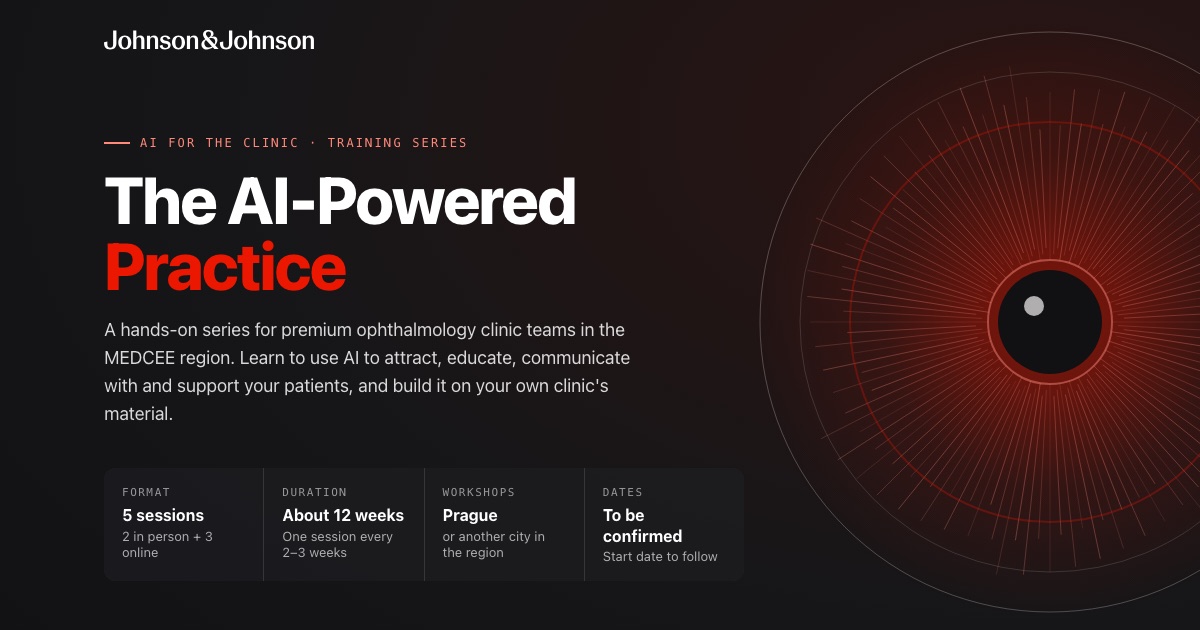 Johnson&Johnson
AI FOR THE CLINIC · TRAINING SERIES
The AI-Powered
Practice
A hands-on series for premium ophthalmology clinic teams in the
MEDCEE region. Learn to use AI to attract, educate, communicate
with and support your patients, and build it on your own clinic's
material.
FORMAT
5 sessions
2 in person + 3
online
DURATION
About 12 weeks
One session every
2–3 weeks
WORKSHOPS
Prague
or another city in
the region
DATES
To be
confirmed
Start date to follow